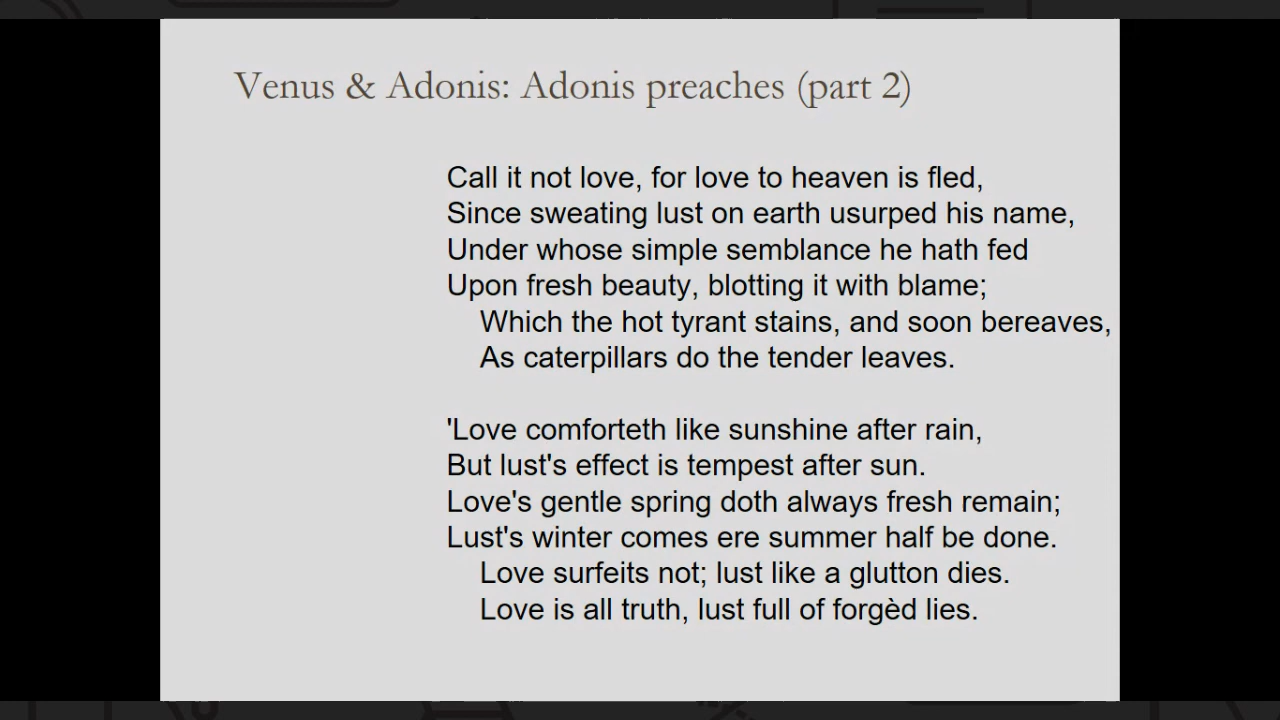 Venus & Adonis: Adonis preaches (part 2)
Call it not love, for love to heaven is fled,
Since sweating lust on earth usurped his name,
Under whose simple semblance he hath fed
Upon fresh beauty, blotting it with blame;
Which the hot tyrant stains, and soon bereaves,
As caterpillars do the tender leaves.
'Love comforteth like sunshine after rain,
But lust's effect is tempest after sun.
Love's gentle spring doth always fresh remain;
Lust's winter comes ere summer half be done.
Love surfeits not; lust like a glutton dies.
Love is all truth, lust full of forgèd lies.